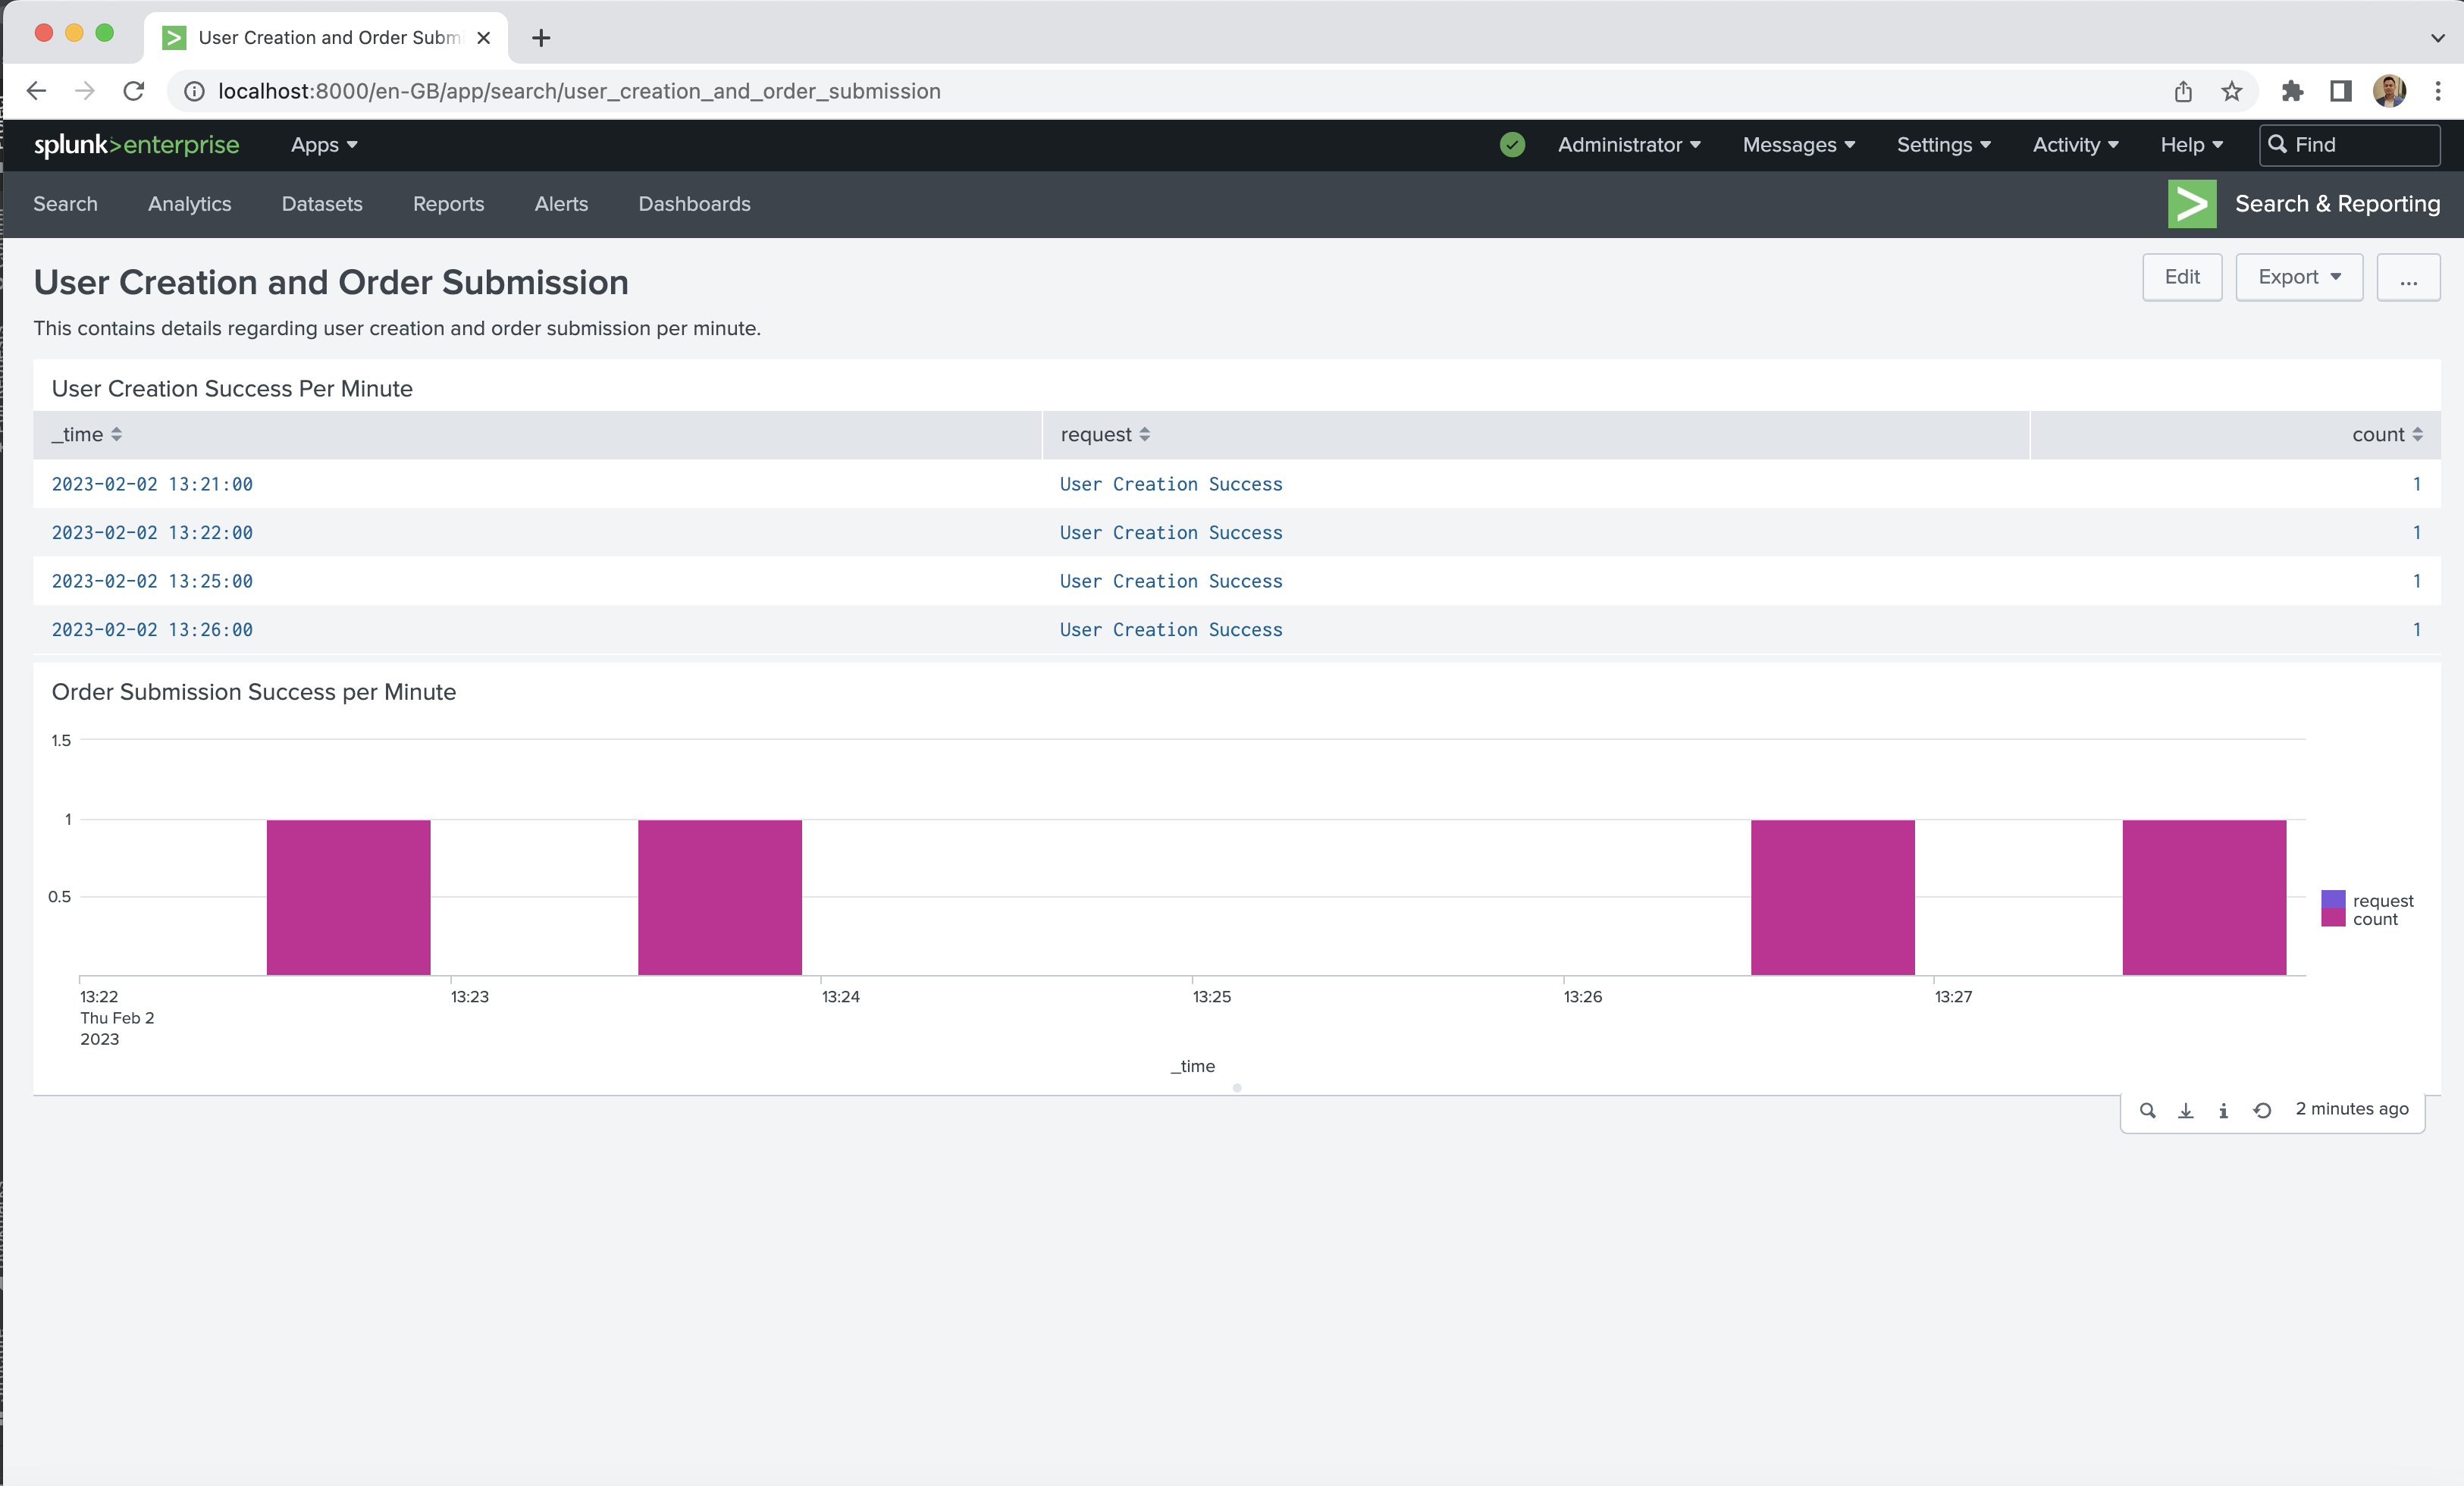 User Creation and Order Subm
localhost:8000/en-GB/app/search/user_creation_and_order_submission
splunk>enterprise Apps Administrator Messages Settings Activity Help Find
Search Analytics Datasets Reports Alerts Dashboards Search & Reporting
User Creation and Order Submission Edit Export ...
This contains details regarding user creation and order submission per minute.
User Creation Success Per Minute
_time request count
2023-02-02 13:21:00 User Creation Success 1
2023-02-02 13:22:00 User Creation Success 1
2023-02-02 13:25:00 User Creation Success 1
2023-02-02 13:26:00 User Creation Success 1
Order Submission Success per Minute
1.5
1
0.5
request
count
13:22 13:23 13:24 13:25 13:26 13:27
Thu Feb 2
2023
_time
2 minutes ago